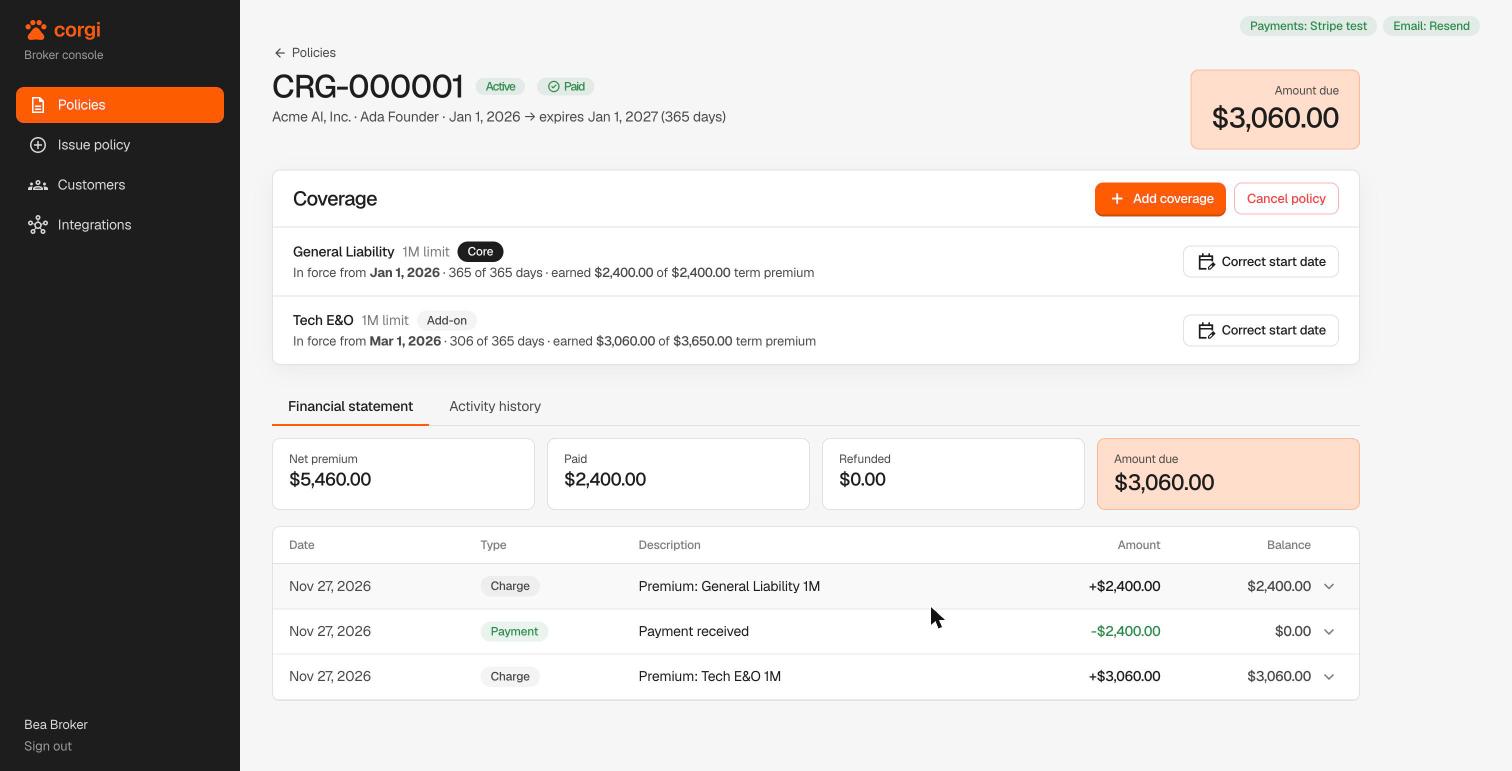 corgi
Broker console
Policies
Issue policy
Customers
Integrations
Bea Broker
Sign out
Payments: Stripe test
Email: Resend
← Policies
CRG-000001 Active Paid
Acme AI, Inc. · Ada Founder · Jan 1, 2026 → expires Jan 1, 2027 (365 days)
Amount due
$3,060.00
Coverage
+ Add coverage
Cancel policy
General Liability 1M limit Core
In force from Jan 1, 2026 · 365 of 365 days · earned $2,400.00 of $2,400.00 term premium
Correct start date
Tech E&O 1M limit Add-on
In force from Mar 1, 2026 · 306 of 365 days · earned $3,060.00 of $3,650.00 term premium
Correct start date
Financial statement
Activity history
Net premium
$5,460.00
Paid
$2,400.00
Refunded
$0.00
Amount due
$3,060.00
Date Type Description Amount Balance
Nov 27, 2026 Charge Premium: General Liability 1M +$2,400.00 $2,400.00
Nov 27, 2026 Payment Payment received -$2,400.00 $0.00
Nov 27, 2026 Charge Premium: Tech E&O 1M +$3,060.00 $3,060.00